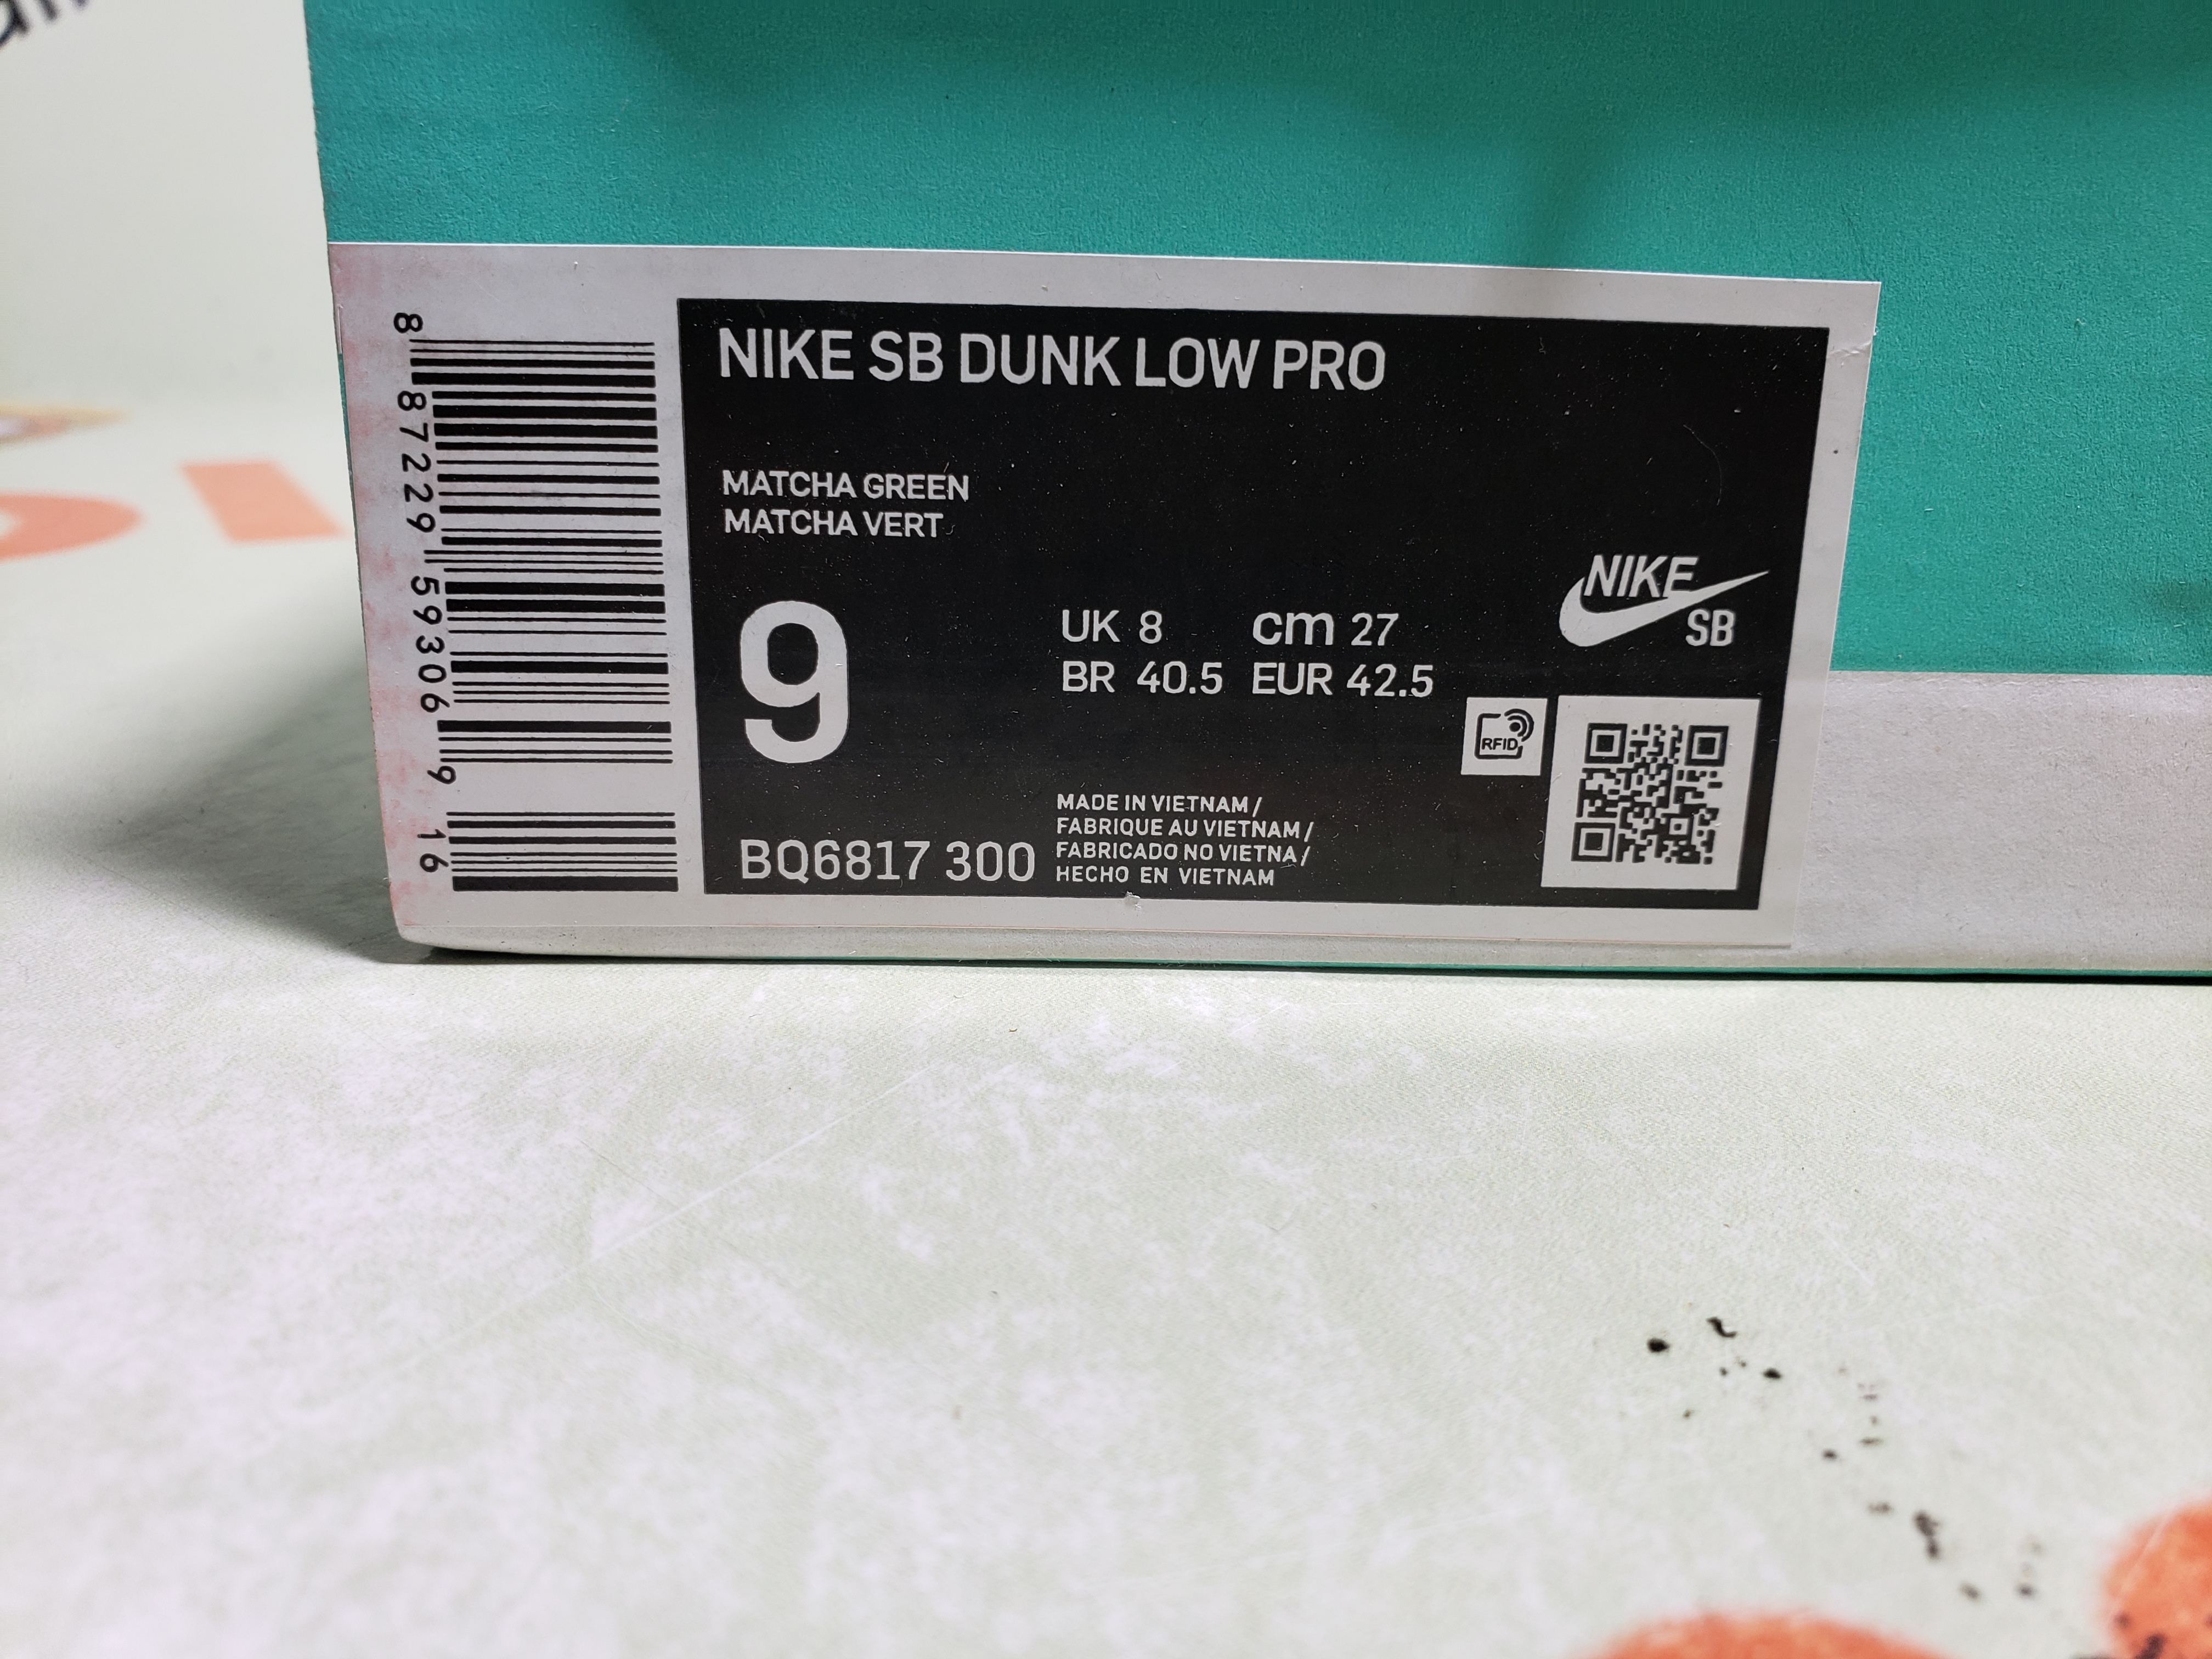 NIKE SB DUNK LOW PRO
MATCHA GREEN
MATCHA VERT
9
UK 8 cm 27
BR 40.5 EUR 42.5
NIKE
SB
RFID
BQ6817 300
MADE IN VIETNAM /
FABRIQUE AU VIETNAM /
FABRICADO NO VIETNA /
HECHO EN VIETNAM
8 87229 59306 9 16